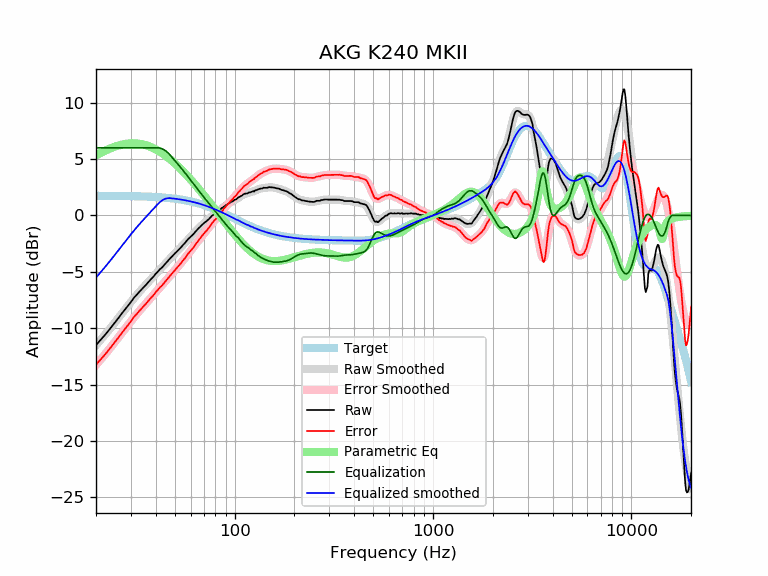 AKG K240 MKII
Amplitude (dBr)
10
5
0
−5
−10
−15
−20
−25
Target
Raw Smoothed
Error Smoothed
Raw
Error
Parametric Eq
Equalization
Equalized smoothed
100
1000
10000
Frequency (Hz)